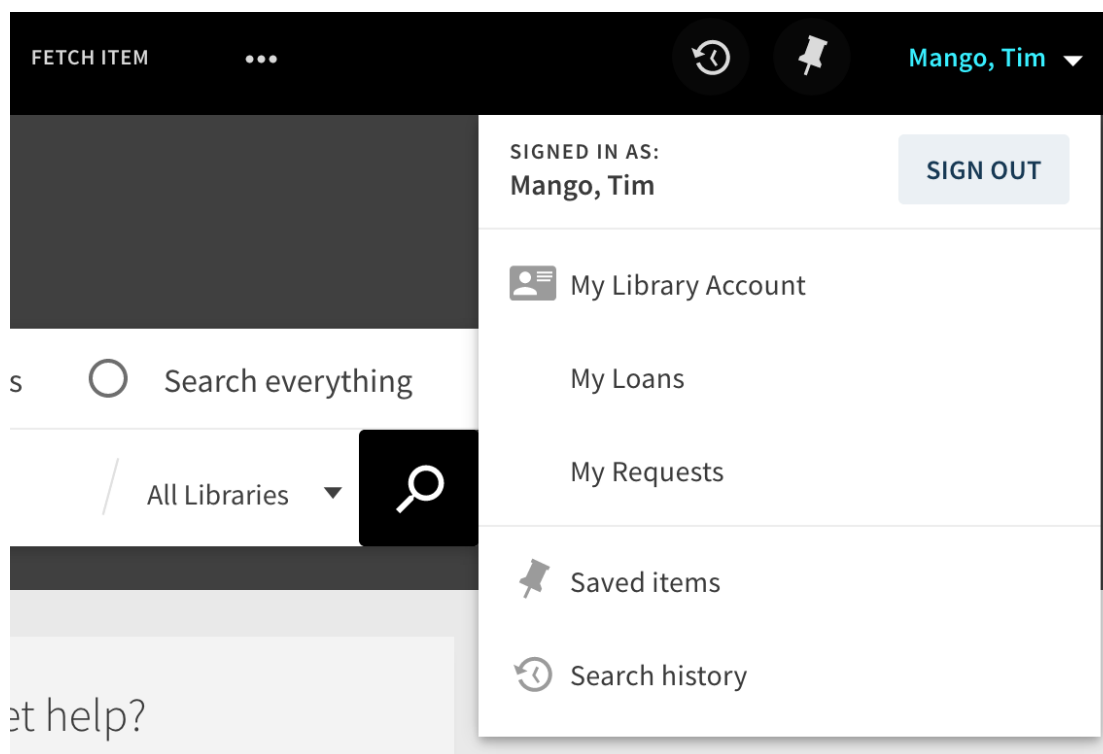 FETCH ITEM
Mango, Tim
SIGNED IN AS:
Mango, Tim
SIGN OUT
My Library Account
My Loans
My Requests
Saved items
Search history
s
Search everything
All Libraries
et help?